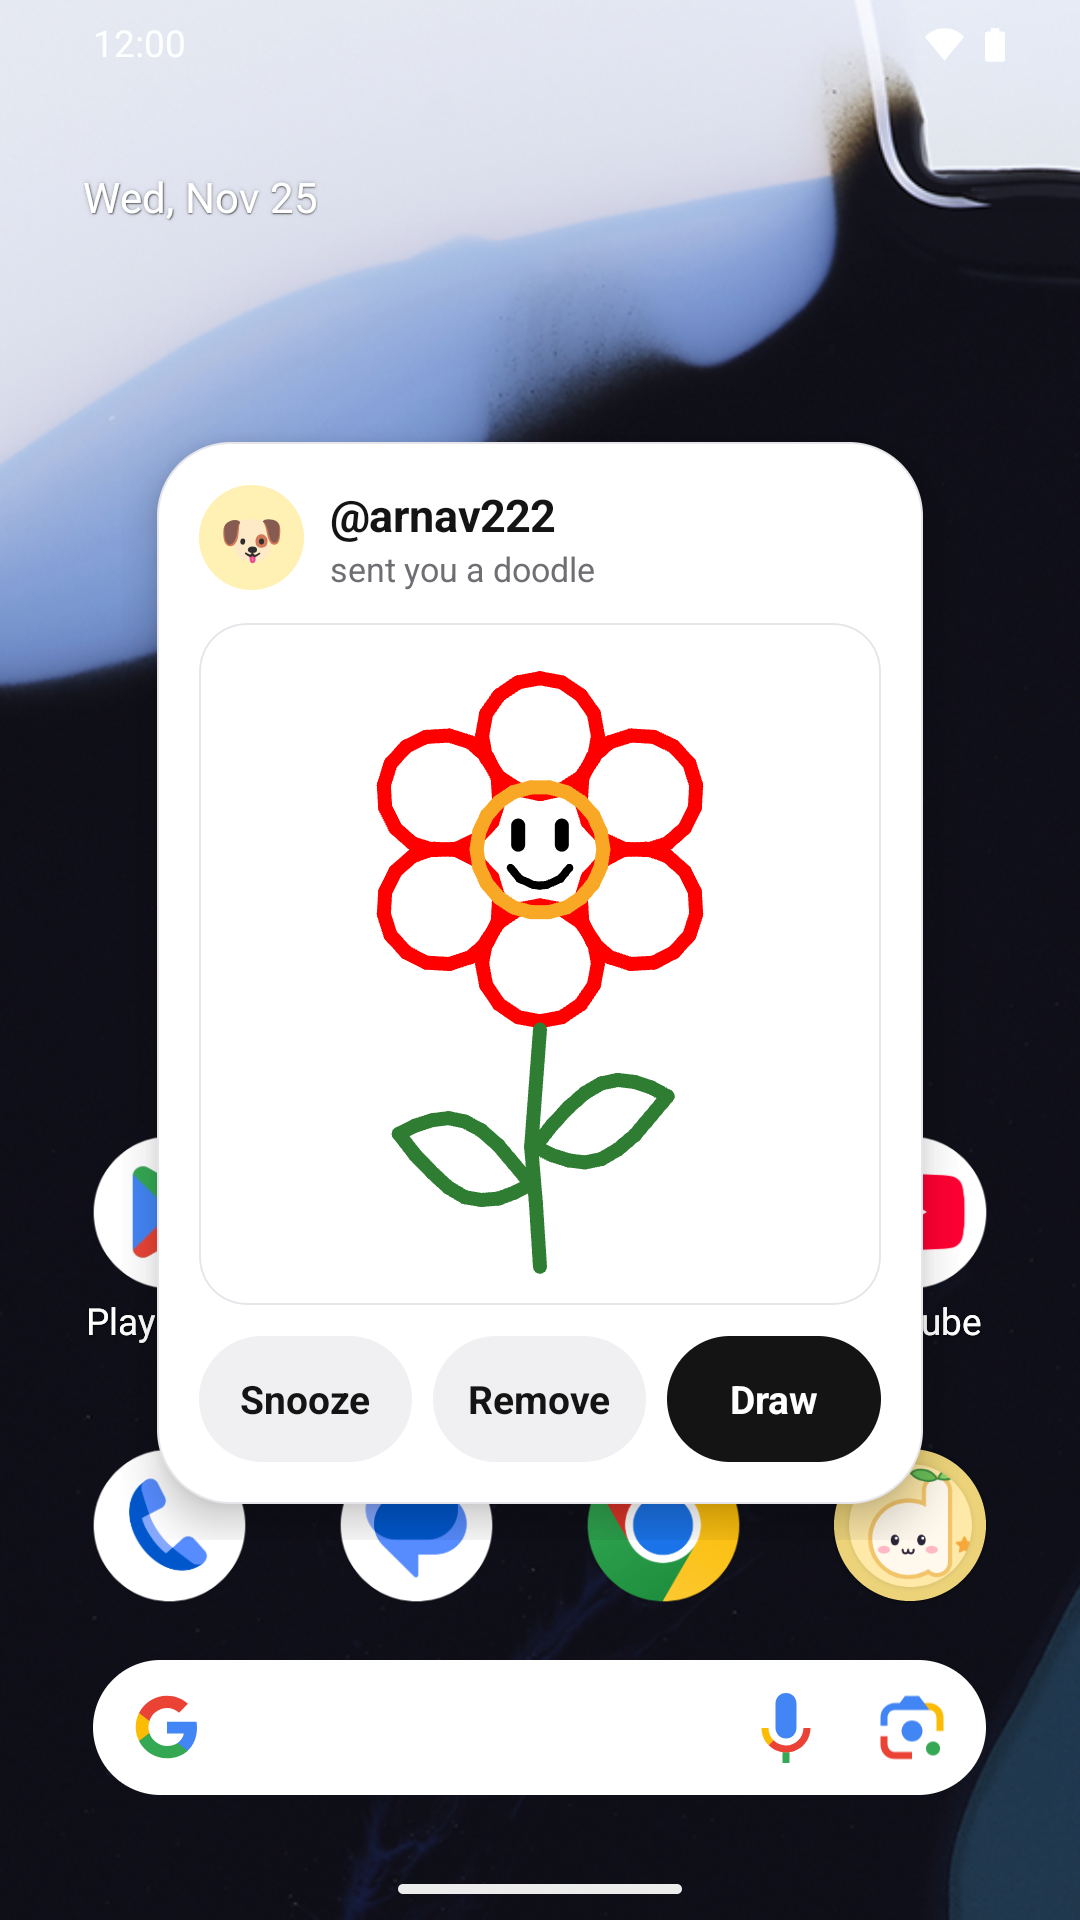 12:00
Wed, Nov 25
@arnav222
sent you a doodle
Snooze
Remove
Draw
Play
ube